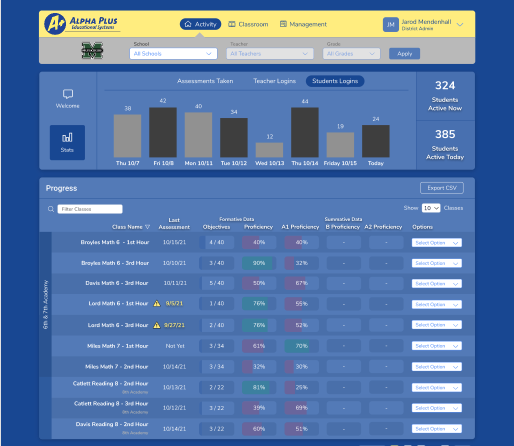 ALPHA PLUS
Educational Systems
Activity
Classroom
Management
JM
Jarod Mendenhall
District Admin
School
All Schools
Teacher
All Teachers
Grade
All Grades
Apply
Welcome
Stats
Assessments Taken
Teacher Logins
Students Logins
38
42
40
34
12
44
19
24
Thu 10/7
Fri 10/8
Mon 10/11
Tue 10/12
Wed 10/13
Thu 10/14
Friday 10/15
Today
324
Students
Active Now
385
Students
Active Today
Progress
Export CSV
Filter Classes
Show 10 Classes
Formative Data
Summative Data
Class Name
Last Assessment
Objectives
Proficiency
A1 Proficiency
B Proficiency
A2 Proficiency
Options
6th & 7th Academy
Broyles Math 6 - 1st Hour 10/15/21 4 / 40 40% 40% - - Select Option
Broyles Math 6 - 3rd Hour 10/10/21 3 / 40 90% 32% - - Select Option
Davis Math 6 - 3rd Hour 10/11/21 5 / 40 50% 67% - - Select Option
Lord Math 6 - 1st Hour 9/5/21 1 / 40 76% 55% - - Select Option
Lord Math 6 - 3rd Hour 9/27/21 2 / 40 76% 52% - - Select Option
Miles Math 7 - 1st Hour Not Yet 3 / 34 61% 70% - - Select Option
Miles Math 7 - 2nd Hour 10/14/21 3 / 34 32% 30% - - Select Option
Catlett Reading 8 - 2nd Hour 10/13/21 2 / 22 81% 25% - - Select Option
8th Academy
Catlett Reading 8 - 3rd Hour 10/12/21 3 / 22 39% 69% - - Select Option
8th Academy
Davis Reading 8 - 2nd Hour 10/14/21 3 / 22 60% 51% - - Select Option
8th Academy